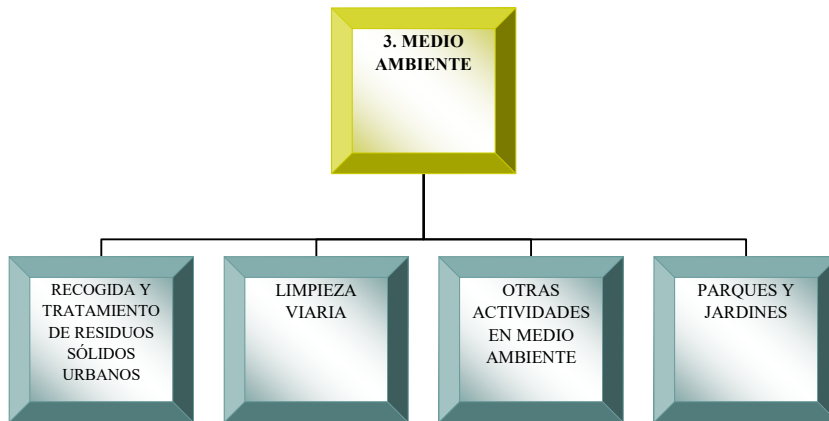 3. MEDIO
AMBIENTE
RECOGIDA Y
TRATAMIENTO
DE RESIDUOS
SÓLIDOS
URBANOS
LIMPIEZA
VIARIA
OTRAS
ACTIVIDADES
EN MEDIO
AMBIENTE
PARQUES Y
JARDINES